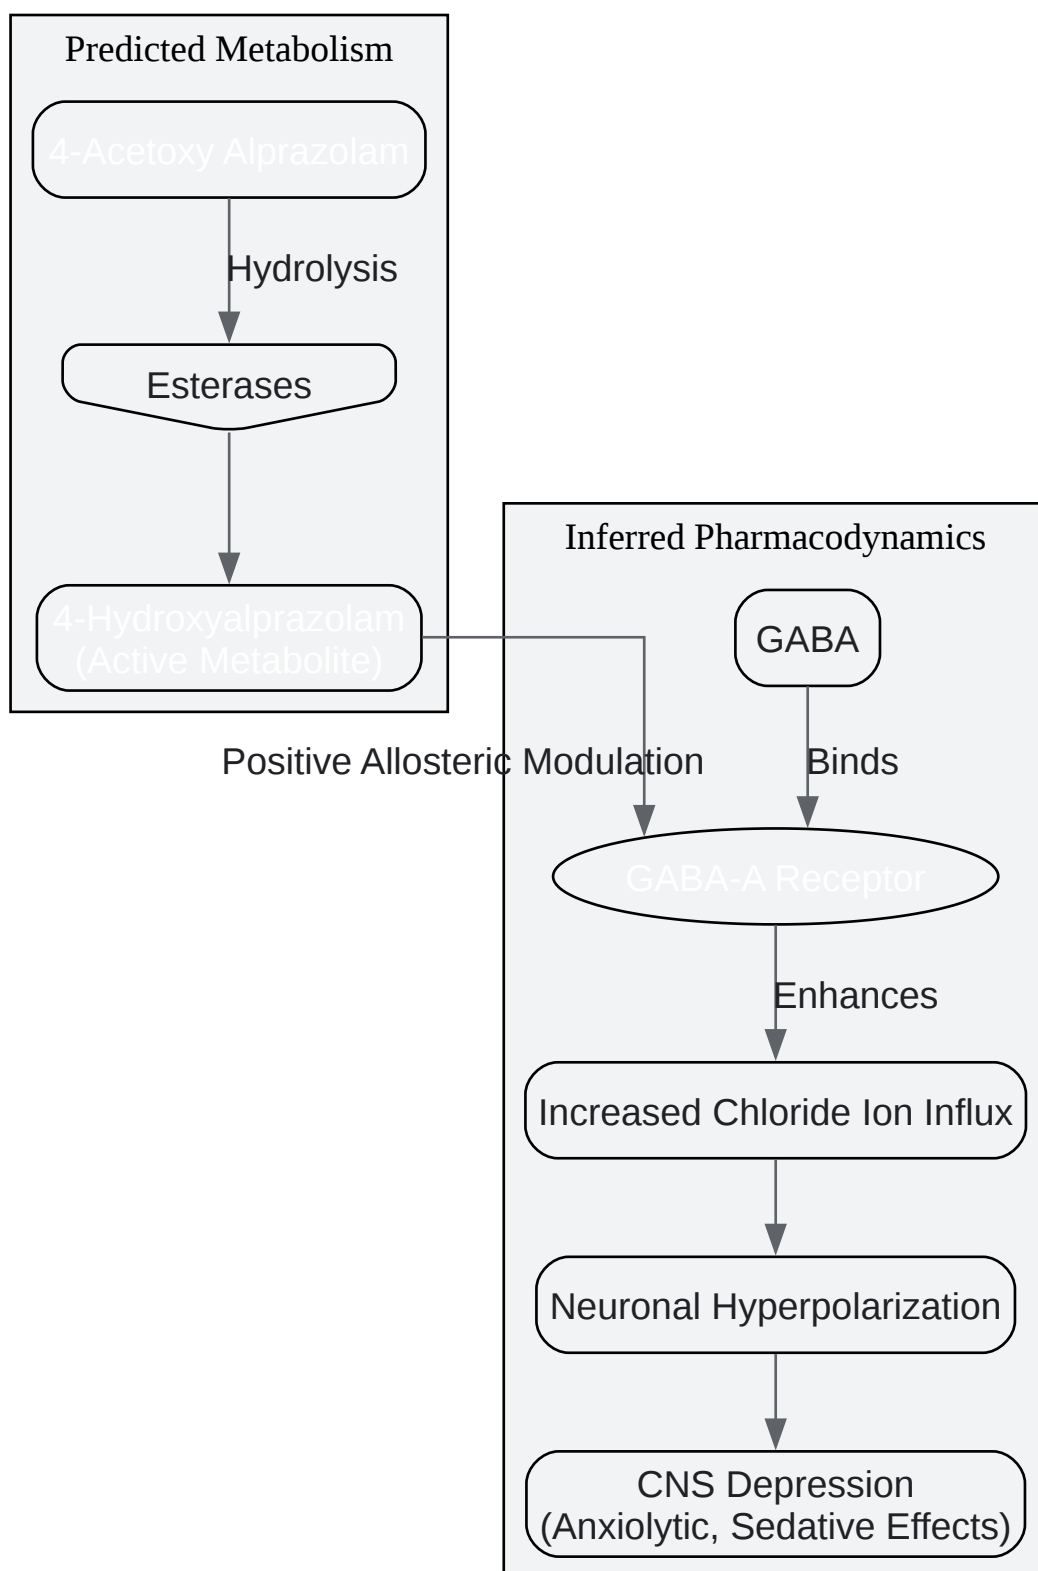 Predicted Metabolism
4-Acetoxy Alprazolam
Hydrolysis
Esterases
4-Hydroxyalprazolam
(Active Metabolite)
Inferred Pharmacodynamics
GABA
Positive Allosteric Modulation
Binds
GABA-A Receptor
Enhances
Increased Chloride Ion Influx
Neuronal Hyperpolarization
CNS Depression
(Anxiolytic, Sedative Effects)